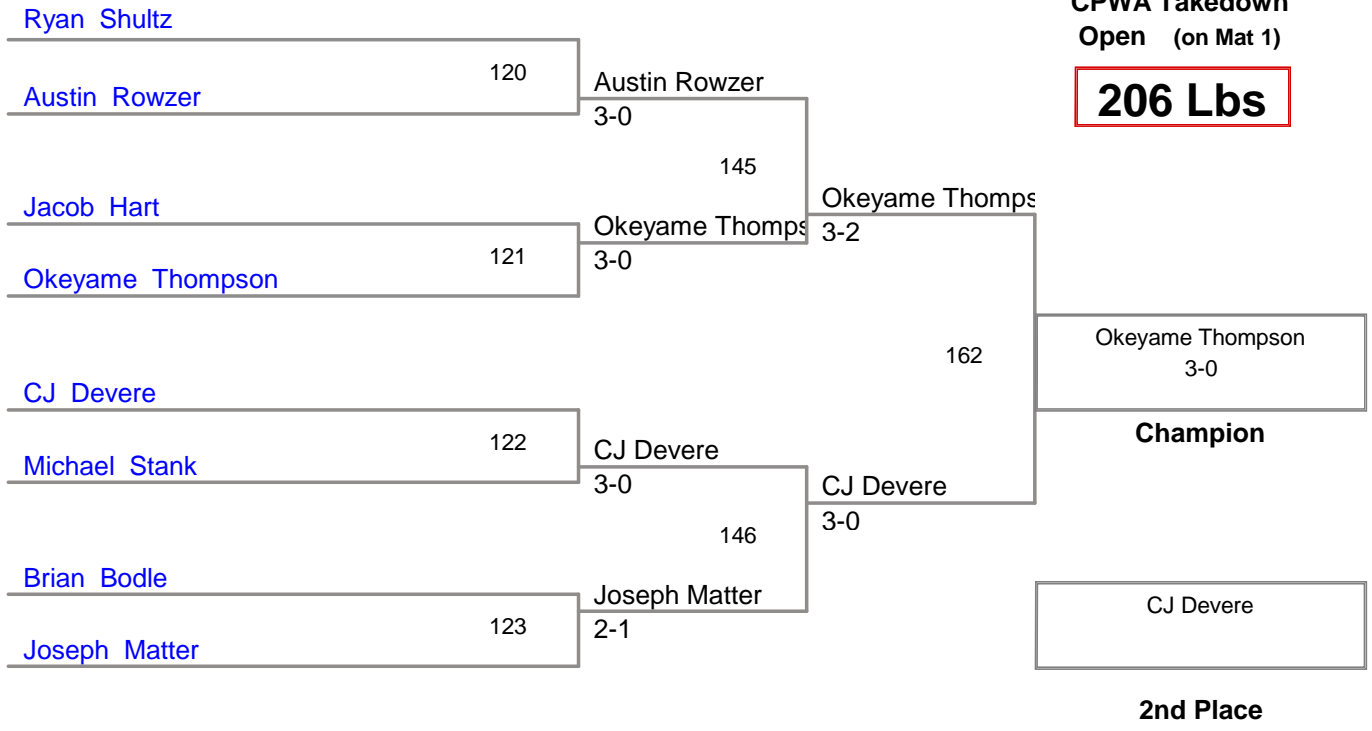 CPWA Takedown
Open (on Mat 1)
206 Lbs
Ryan Shultz
120
Austin Rowzer
Austin Rowzer
3-0
145
Jacob Hart
121
Okeyame Thompson
Okeyame Thomps
3-0
Okeyame Thomps
3-2
162
Okeyame Thompson
3-0
Champion
CJ Devere
122
Michael Stank
CJ Devere
3-0
146
CJ Devere
3-0
Brian Bodle
123
Joseph Matter
Joseph Matter
2-1
CJ Devere
2nd Place